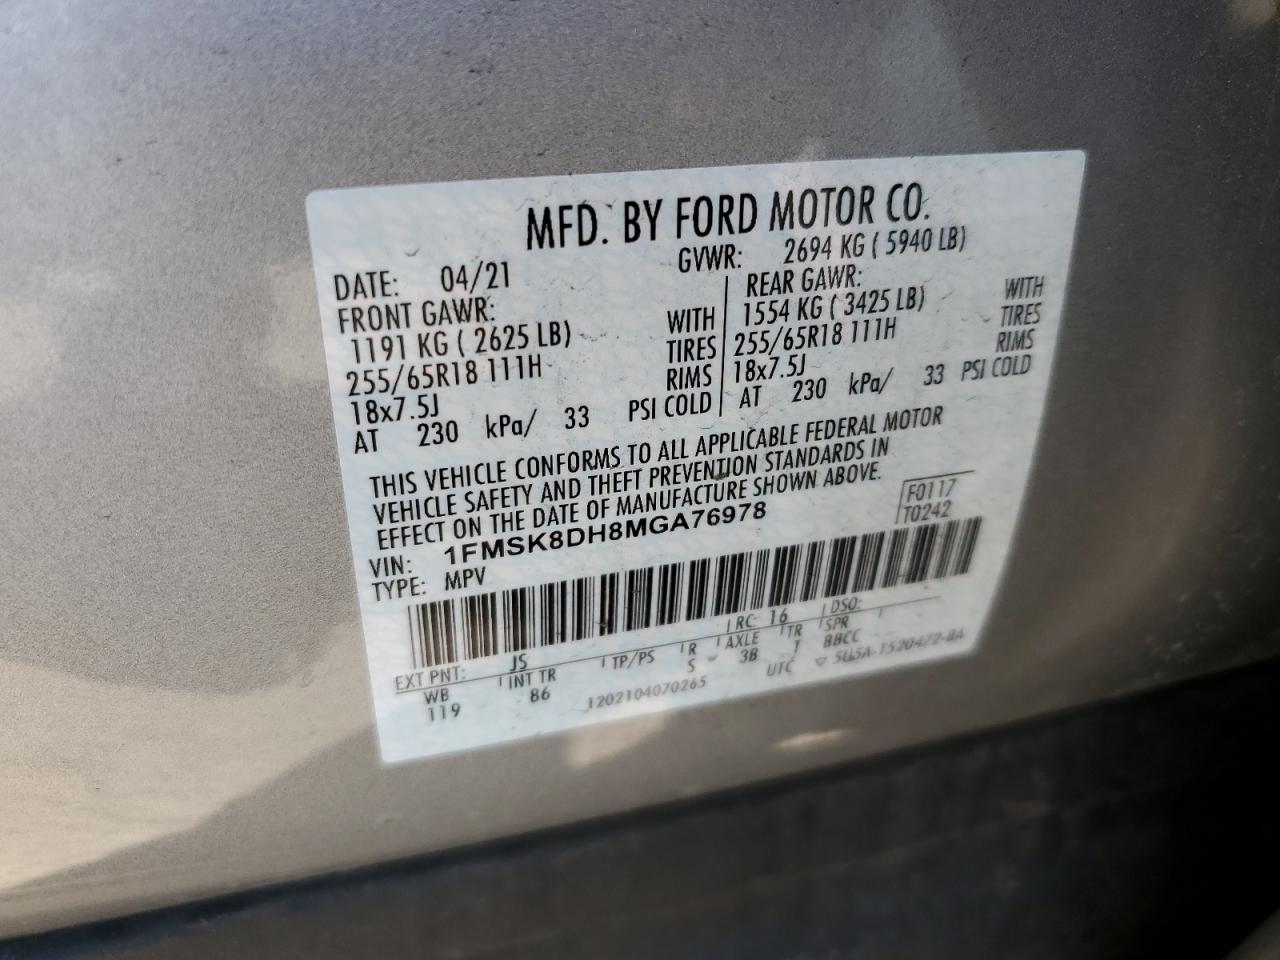 MFD. BY FORD MOTOR CO.
DATE: 04/21 GVWR: 2694 KG ( 5940 LB)
FRONT GAWR: REAR GAWR:
1191 KG ( 2625 LB) WITH 1554 KG ( 3425 LB) WITH
255/65R18 111H TIRES 255/65R18 111H TIRES
18x7.5J RIMS 18x7.5J RIMS
AT 230 kPa/ 33 PSI COLD AT 230 kPa/ 33 PSI COLD
THIS VEHICLE CONFORMS TO ALL APPLICABLE FEDERAL MOTOR
VEHICLE SAFETY AND THEFT PREVENTION STANDARDS IN
EFFECT ON THE DATE OF MANUFACTURE SHOWN ABOVE.
F0117
T0242
VIN: 1FMSK8DH8MGA76978
TYPE: MPV
EXT PNT: JS RC: 16 DSO:
WB INT TR TP/PS R AXLE TR SPR
119 86 S - 3B T BBCC
1202104070265 UTC